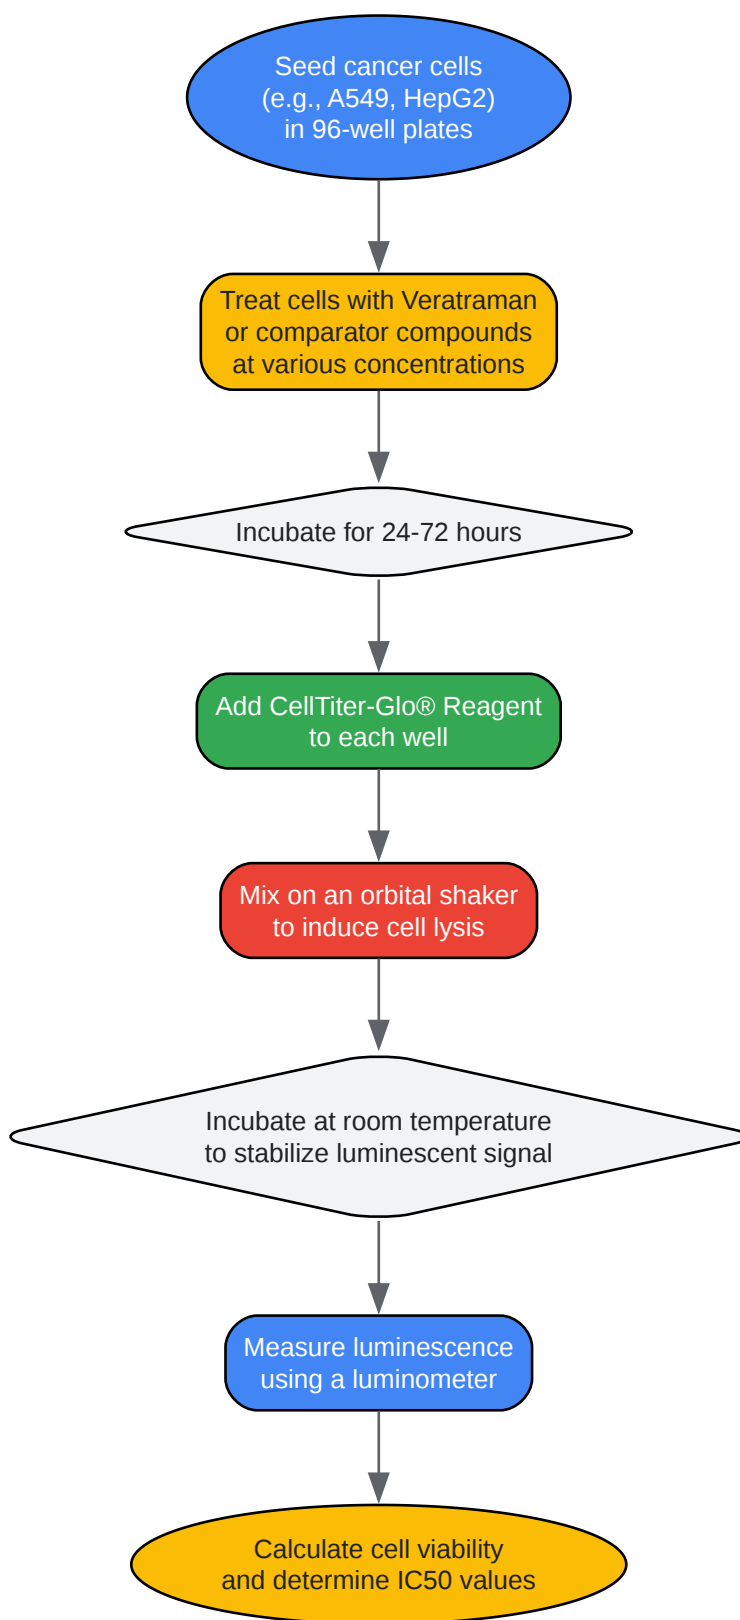 Seed cancer cells
(e.g., A549, HepG2)
in 96-well plates
Treat cells with Veratraman
or comparator compounds
at various concentrations
Incubate for 24-72 hours
Add CellTiter-Glo® Reagent
to each well
Mix on an orbital shaker
to induce cell lysis
Incubate at room temperature
to stabilize luminescent signal
Measure luminescence
using a luminometer
Calculate cell viability
and determine IC50 values